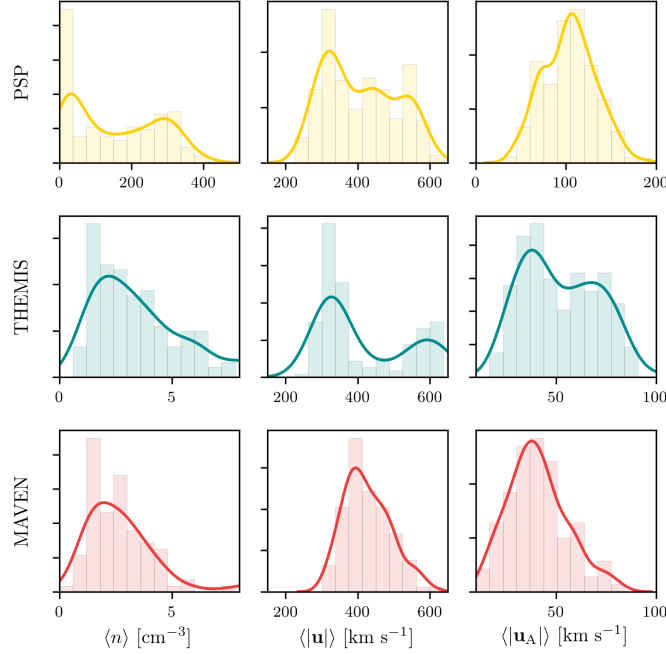 PSP
0 200 400
200 400 600
0 100 200
THEMIS
0 5
200 400 600
50 100
MAVEN
0 5
200 400 600
50 100
⟨n⟩ [cm⁻³]
⟨|u|⟩ [km s⁻¹]
⟨|u_A|⟩ [km s⁻¹]